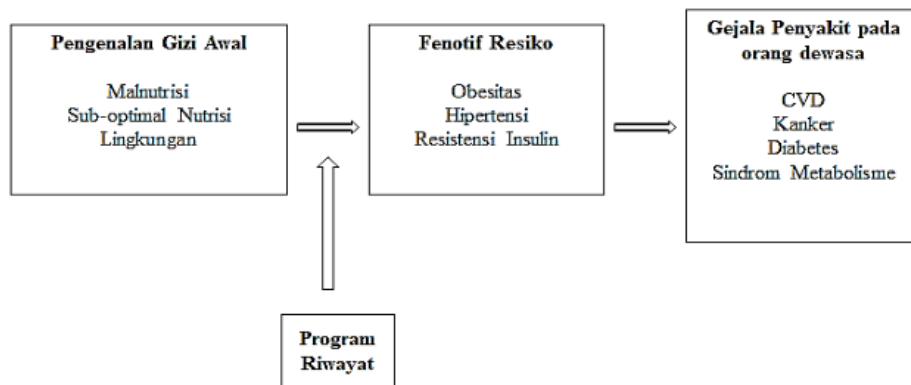 Pengenalan Gizi Awal
Malnutrisi
Sub-optimal Nutrisi
Lingkungan
Fenotif Resiko
Obesitas
Hipertensi
Resistensi Insulin
Gejala Penyakit pada
orang dewasa
CVD
Kanker
Diabetes
Sindrom Metabolisme
Program
Riwayat